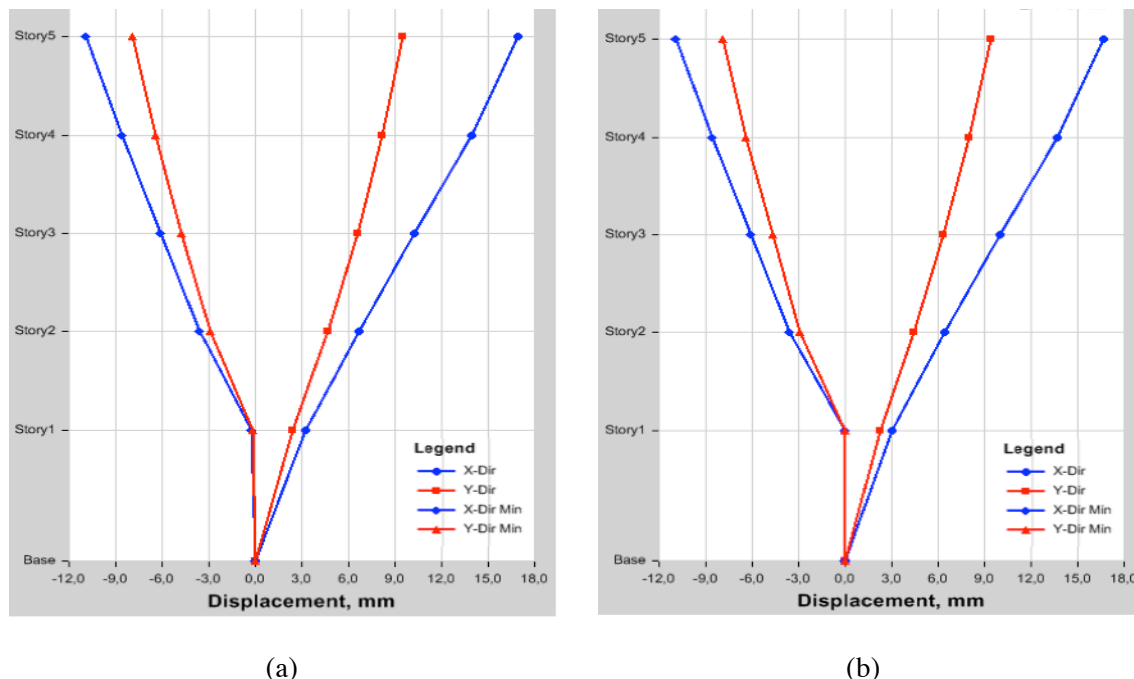 Story5
Story4
Story3
Story2
Story1
Base
Legend
X-Dir
Y-Dir
X-Dir Min
Y-Dir Min
-12,0 -9,0 -6,0 -3,0 0,0 3,0 6,0 9,0 12,0 15,0 18,0
Displacement, mm
(a)
Story5
Story4
Story3
Story2
Story1
Base
Legend
X-Dir
Y-Dir
X-Dir Min
Y-Dir Min
-12,0 -9,0 -6,0 -3,0 0,0 3,0 6,0 9,0 12,0 15,0 18,0
Displacement, mm
(b)